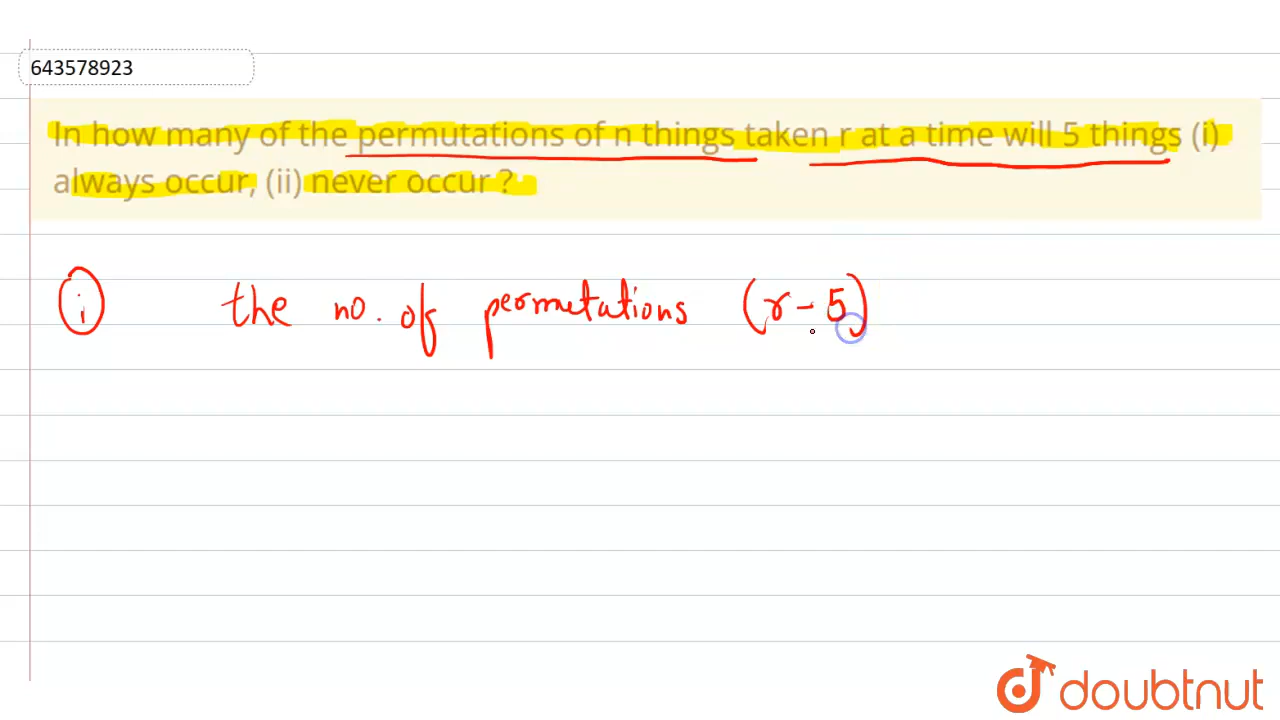 643578923
In how many of the permutations of n things taken r at a time will 5 things (i)
always occur, (ii) never occur ?
i the no. of permutations (r - 5)
doubtnut